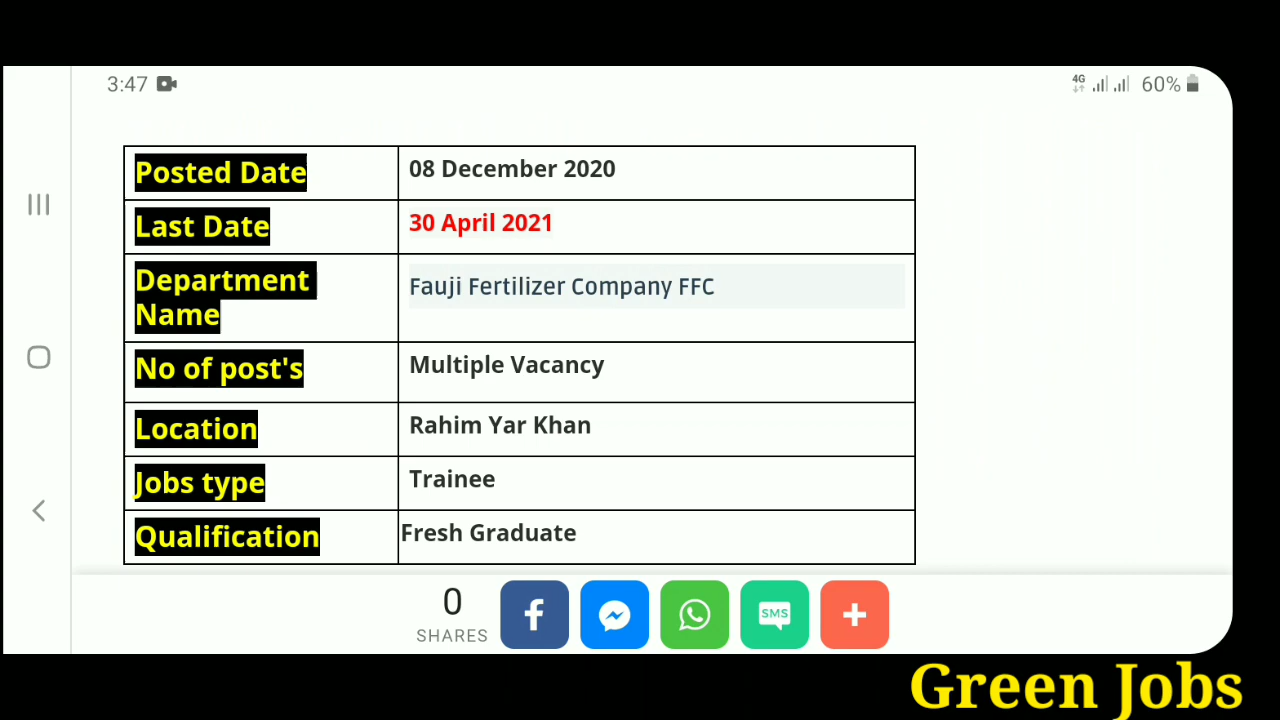 3:47
4G 60%
Posted Date 08 December 2020
Last Date 30 April 2021
Department Fauji Fertilizer Company FFC
Name
No of post's Multiple Vacancy
Location Rahim Yar Khan
Jobs type Trainee
Qualification Fresh Graduate
0
SHARES
SMS
Green Jobs